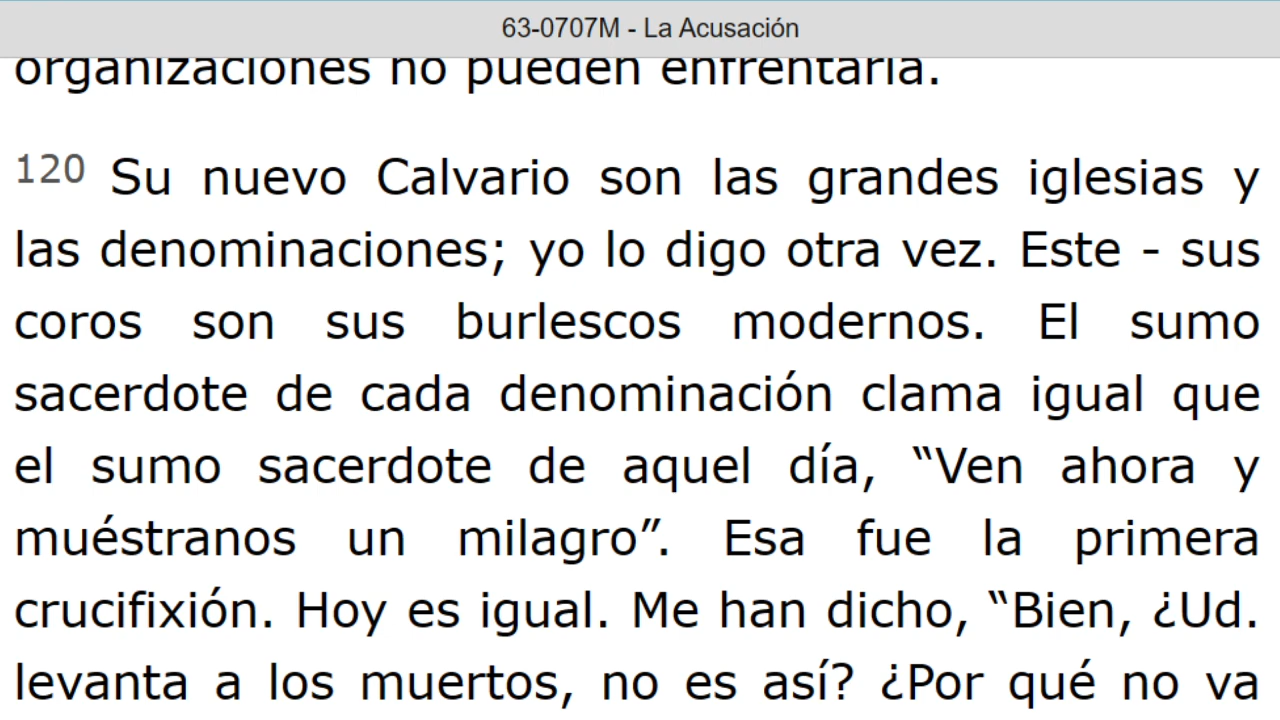 63-0707M - La Acusación
organizaciones no pueden enfrentarla.
120 Su nuevo Calvario son las grandes iglesias y
las denominaciones; yo lo digo otra vez. Este - sus
coros son sus burlescos modernos. El sumo
sacerdote de cada denominación clama igual que
el sumo sacerdote de aquel día, “Ven ahora y
muéstranos un milagro”. Esa fue la primera
crucifixión. Hoy es igual. Me han dicho, “Bien, ¿Ud.
levanta a los muertos, no es así? ¿Por qué no va